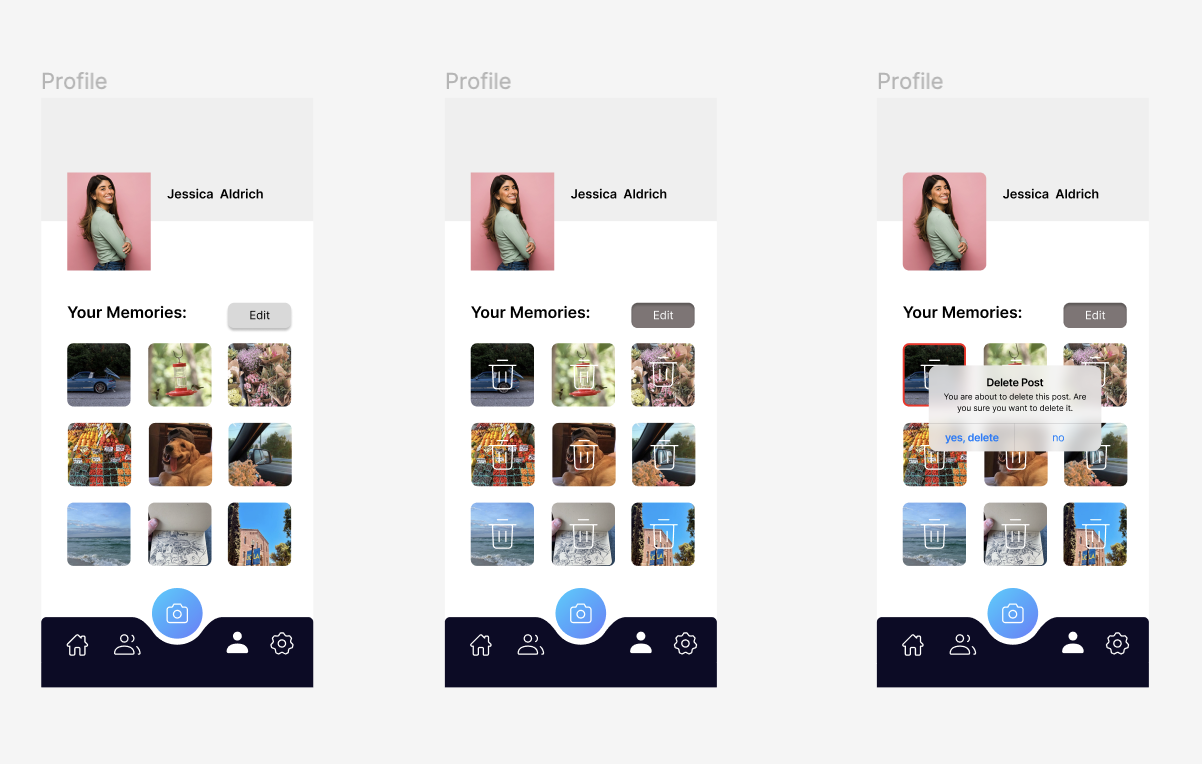 Profile
Jessica Aldrich
Your Memories:
Edit
Profile
Jessica Aldrich
Your Memories:
Edit
Profile
Jessica Aldrich
Your Memories:
Edit
Delete Post
You are about to delete this post. Are
you sure you want to delete it.
yes, delete
no